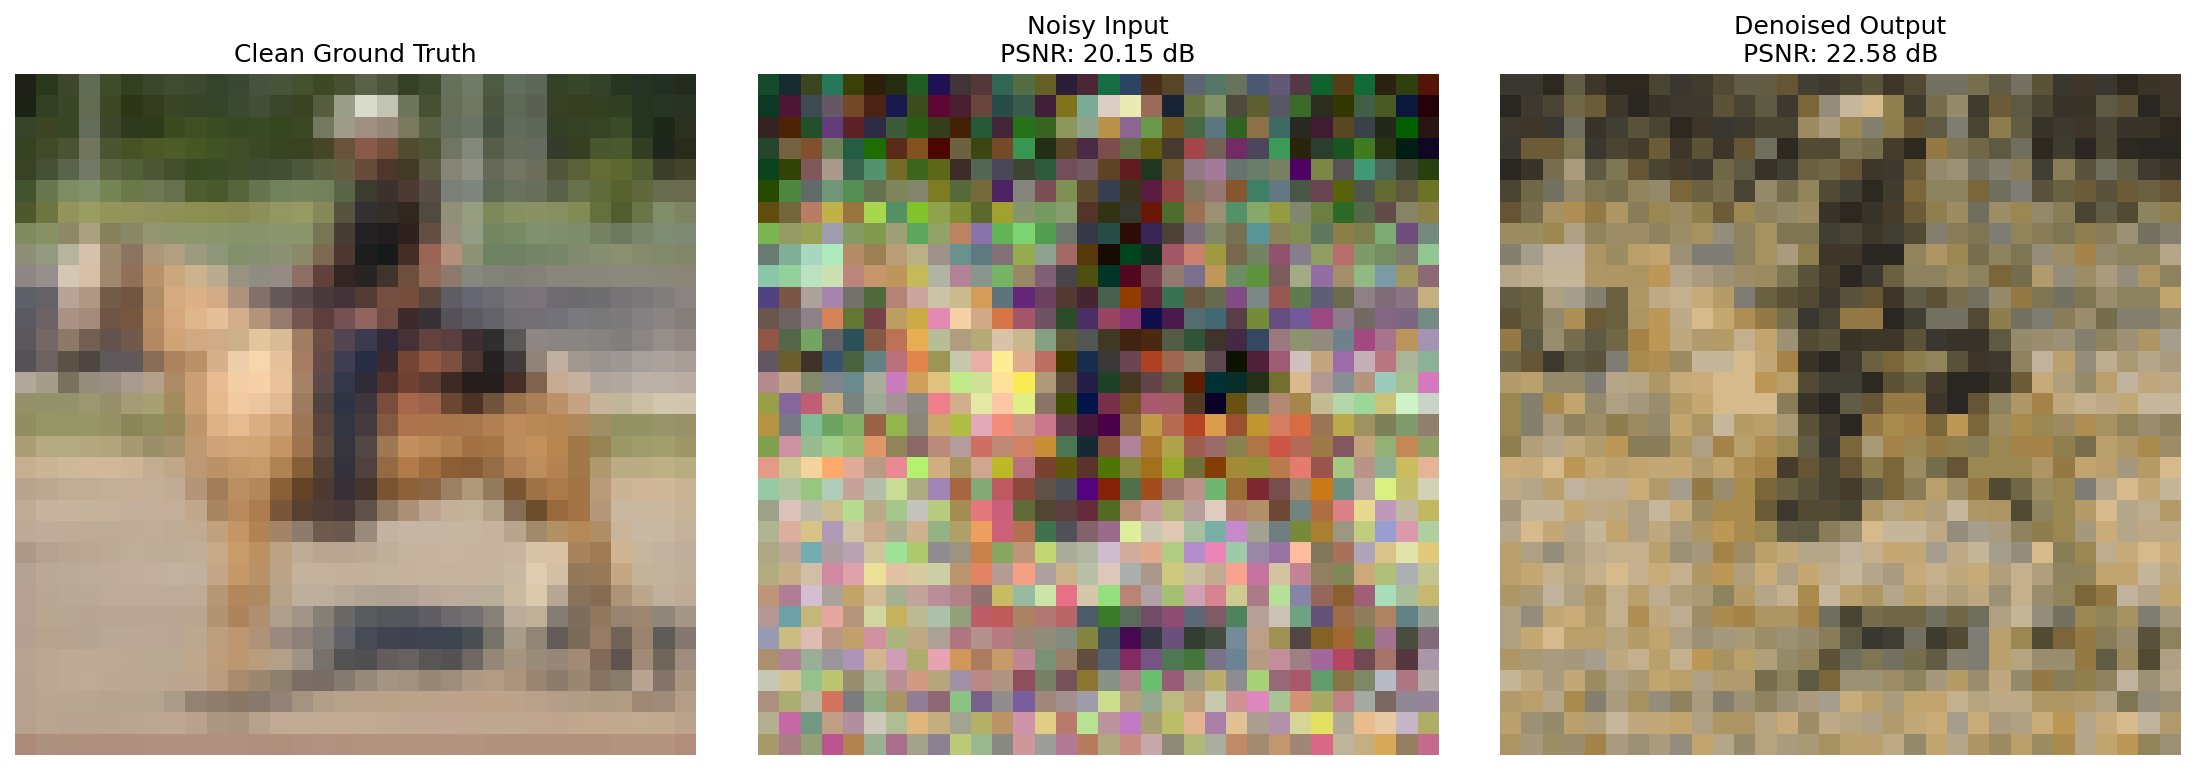 Clean Ground Truth
Noisy Input
PSNR: 20.15 dB
Denoised Output
PSNR: 22.58 dB